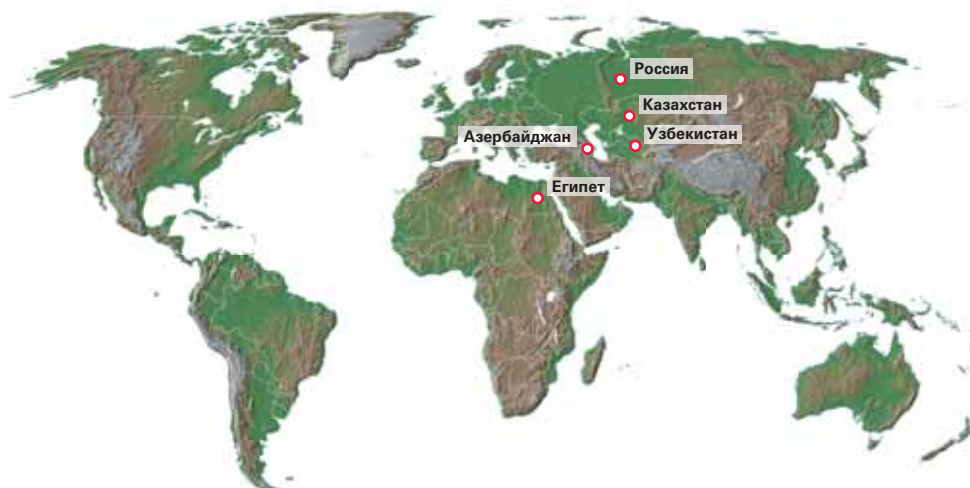 Россия
Казахстан
Азербайджан
Узбекистан
Египет